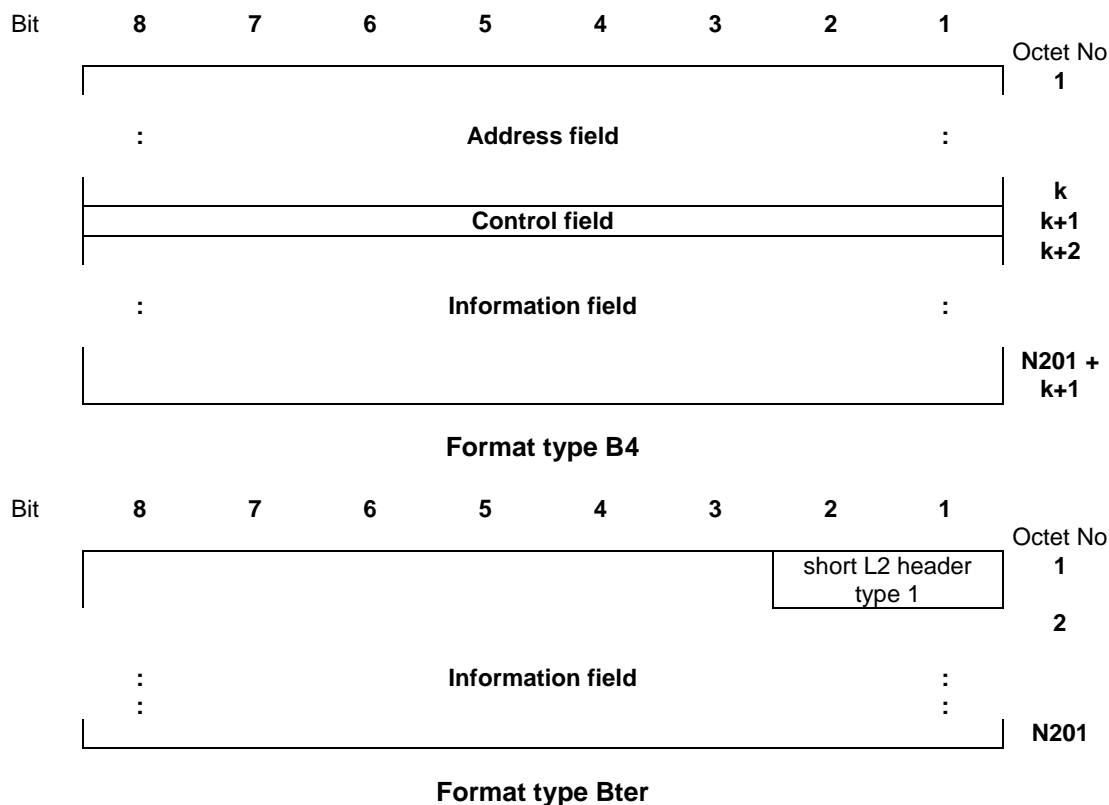 Bit 8 7 6 5 4 3 2 1
Octet No
1
: Address field :
k
Control field k+1
k+2
: Information field :
N201 +
k+1
Format type B4
Bit 8 7 6 5 4 3 2 1
Octet No
short L2 header 1
type 1
2
: Information field :
: :
N201
Format type Bter